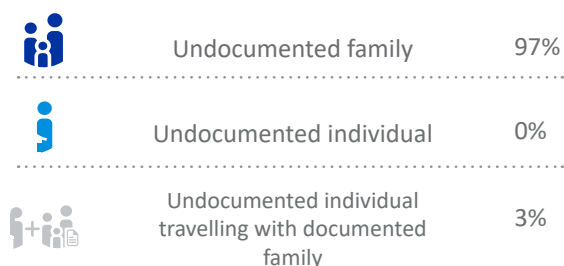 Undocumented family 97%
Undocumented individual 0%
Undocumented individual
travelling with documented 3%
family